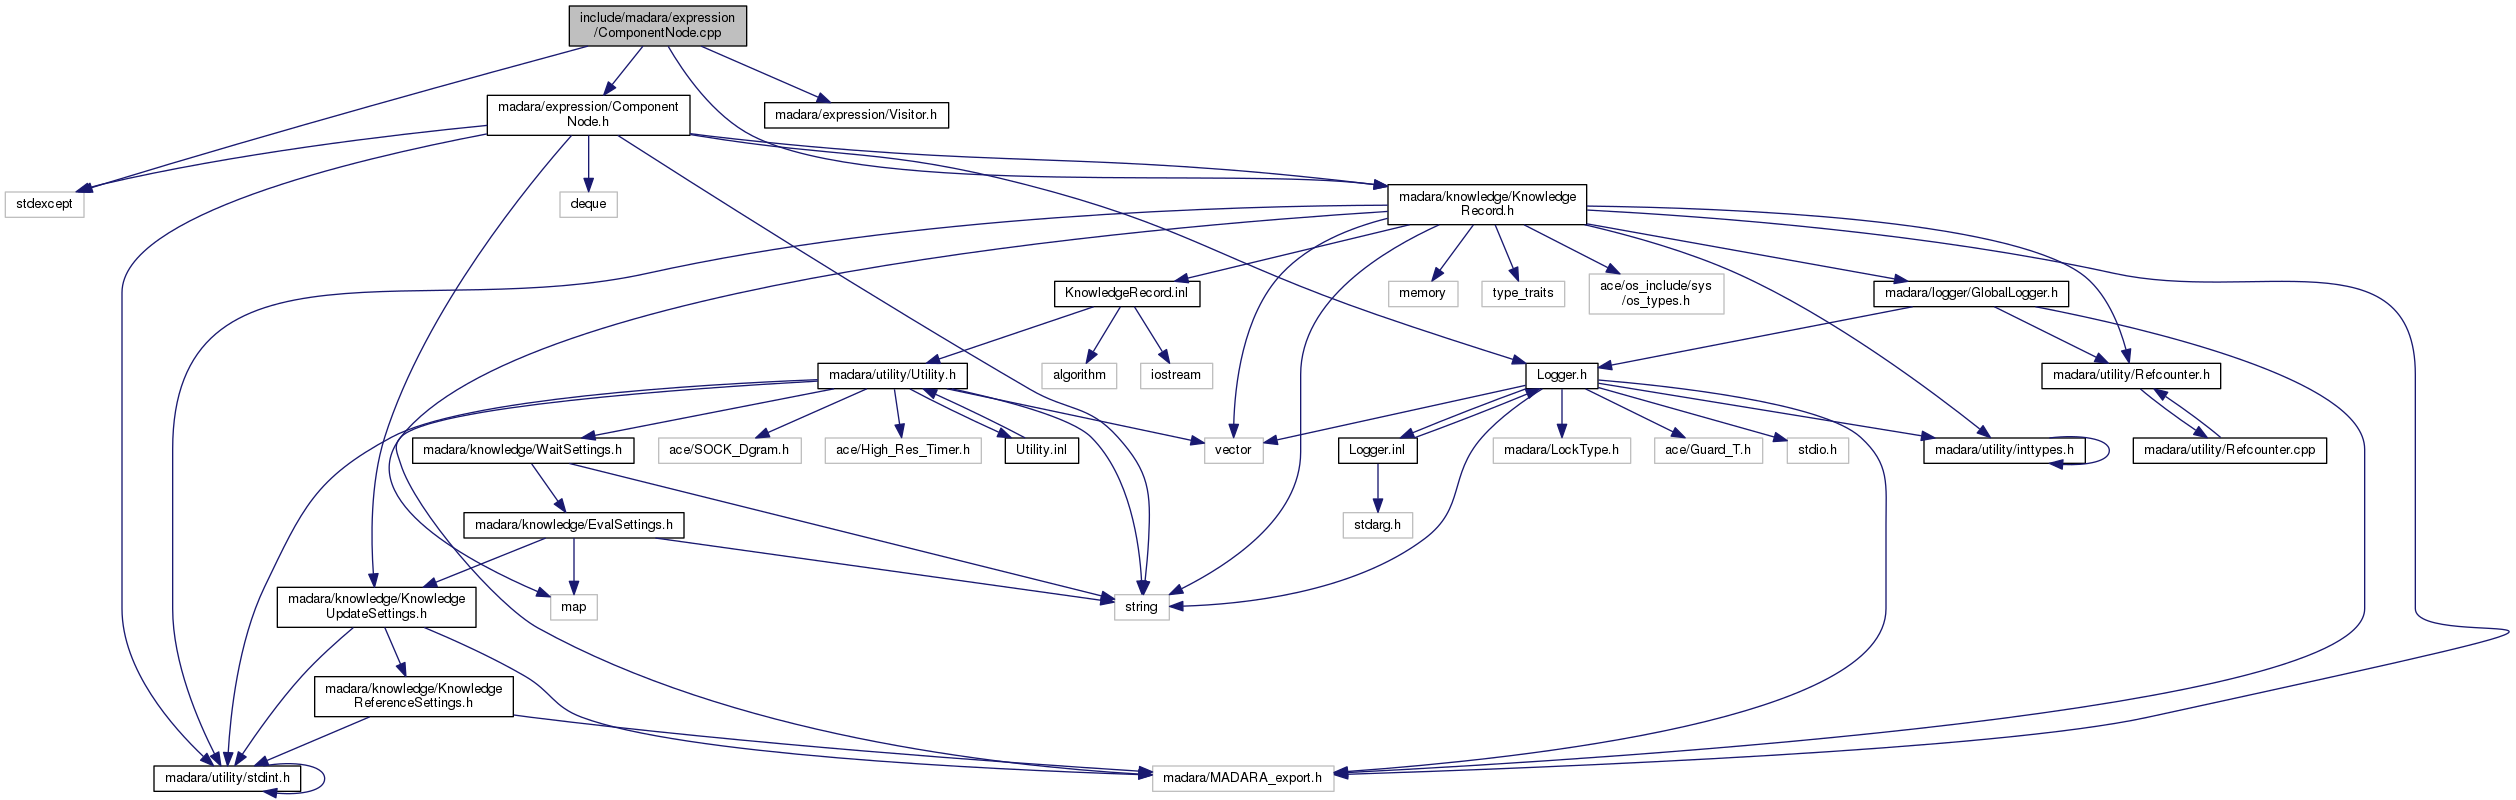 include/madara/expression
/ComponentNode.cpp
madara/expression/Component
Node.h
madara/expression/Visitor.h
stdexcept
deque
madara/knowledge/Knowledge
Record.h
KnowledgeRecord.inl
memory
type_traits
ace/os_include/sys
/os_types.h
madara/logger/GlobalLogger.h
madara/utility/Utility.h
algorithm
iostream
Logger.h
madara/utility/Refcounter.h
madara/knowledge/WaitSettings.h
ace/SOCK_Dgram.h
ace/High_Res_Timer.h
Utility.inl
vector
Logger.inl
madara/LockType.h
ace/Guard_T.h
stdio.h
madara/utility/inttypes.h
madara/utility/Refcounter.cpp
madara/knowledge/EvalSettings.h
stdarg.h
madara/knowledge/Knowledge
UpdateSettings.h
map
string
madara/knowledge/Knowledge
ReferenceSettings.h
madara/utility/stdint.h
madara/MADARA_export.h